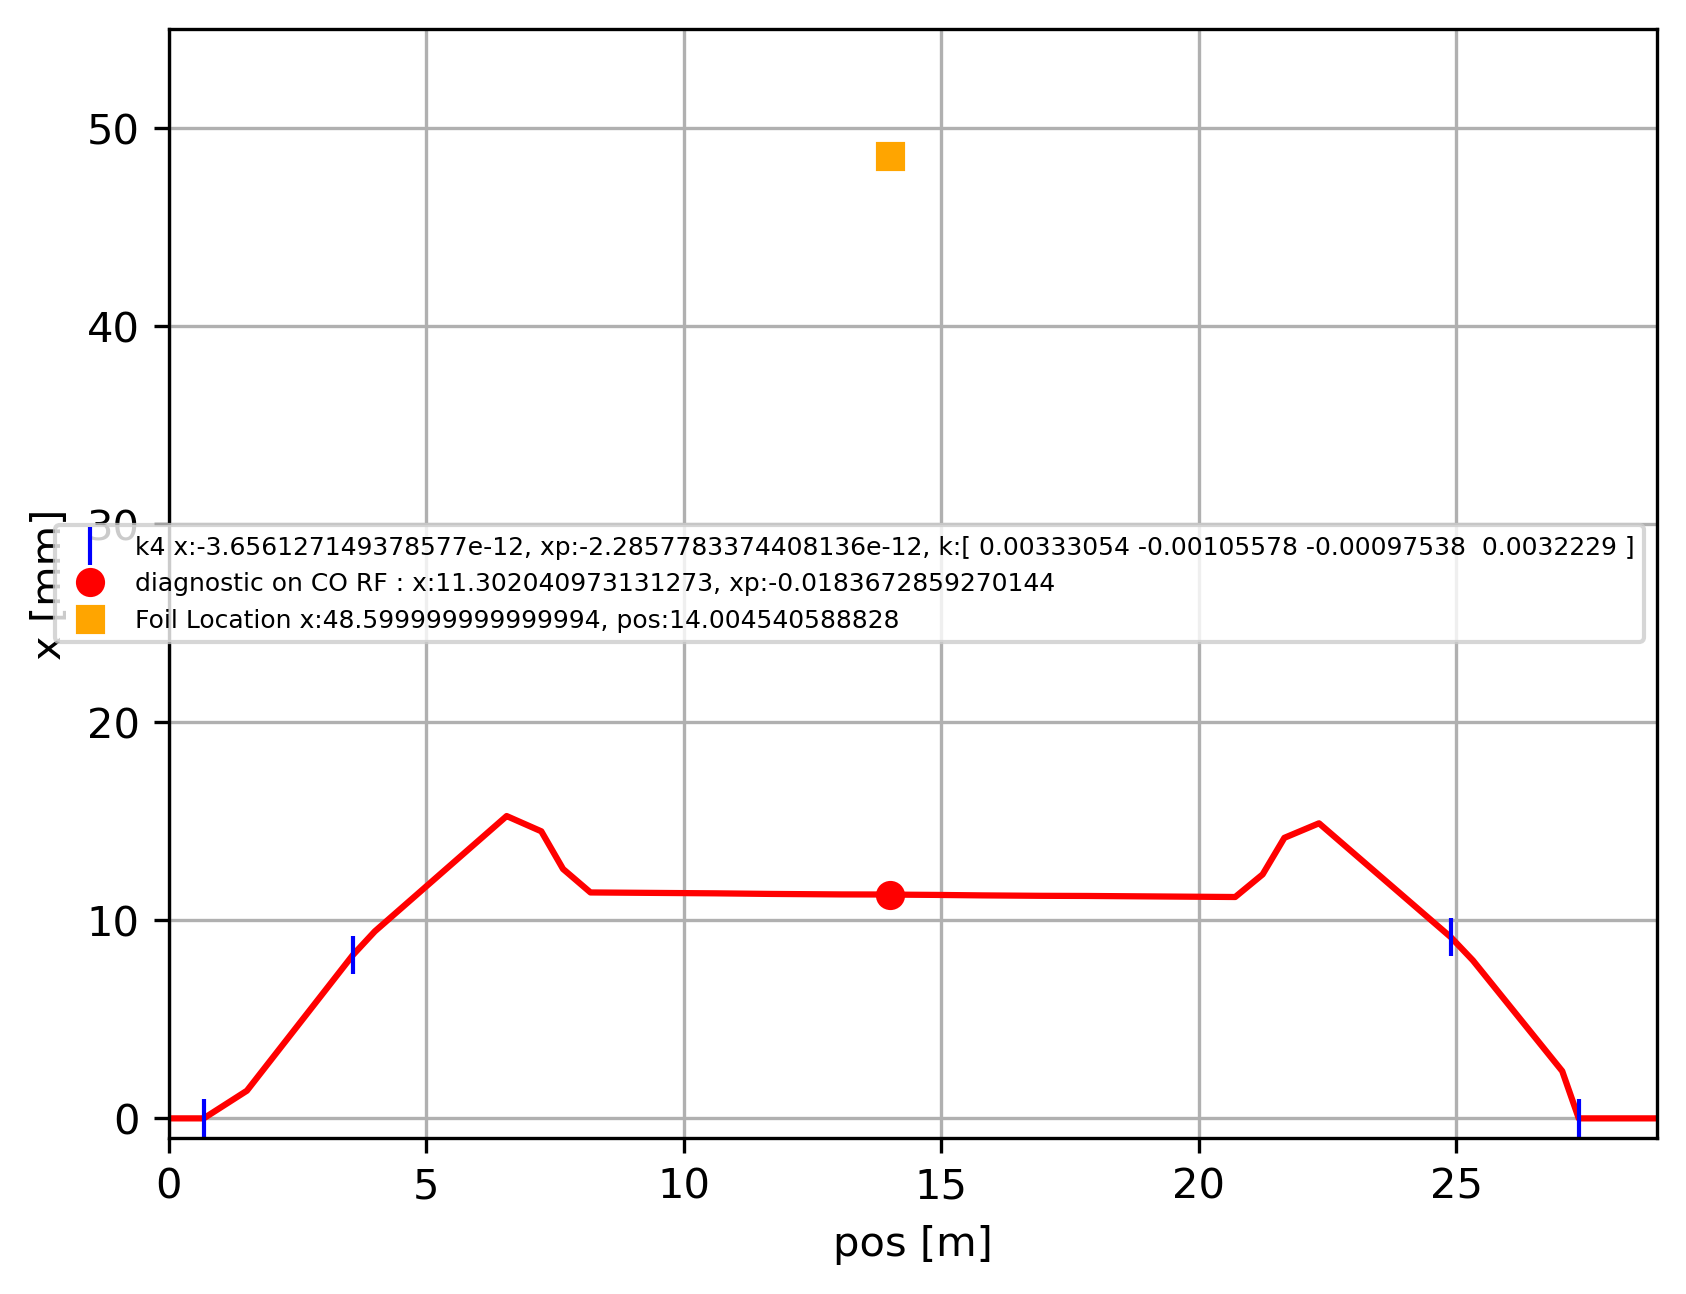 50
40
30
20
10
0
x [mm]
k4 x:-3.656127149378577e-12, xp:-2.2857783374408136e-12, k:[ 0.00333054 -0.00105578 -0.00097538  0.0032229 ]
diagnostic on CO RF : x:11.302040973131273, xp:-0.0183672859270144
Foil Location x:48.599999999999994, pos:14.004540588828
0 5 10 15 20 25
pos [m]